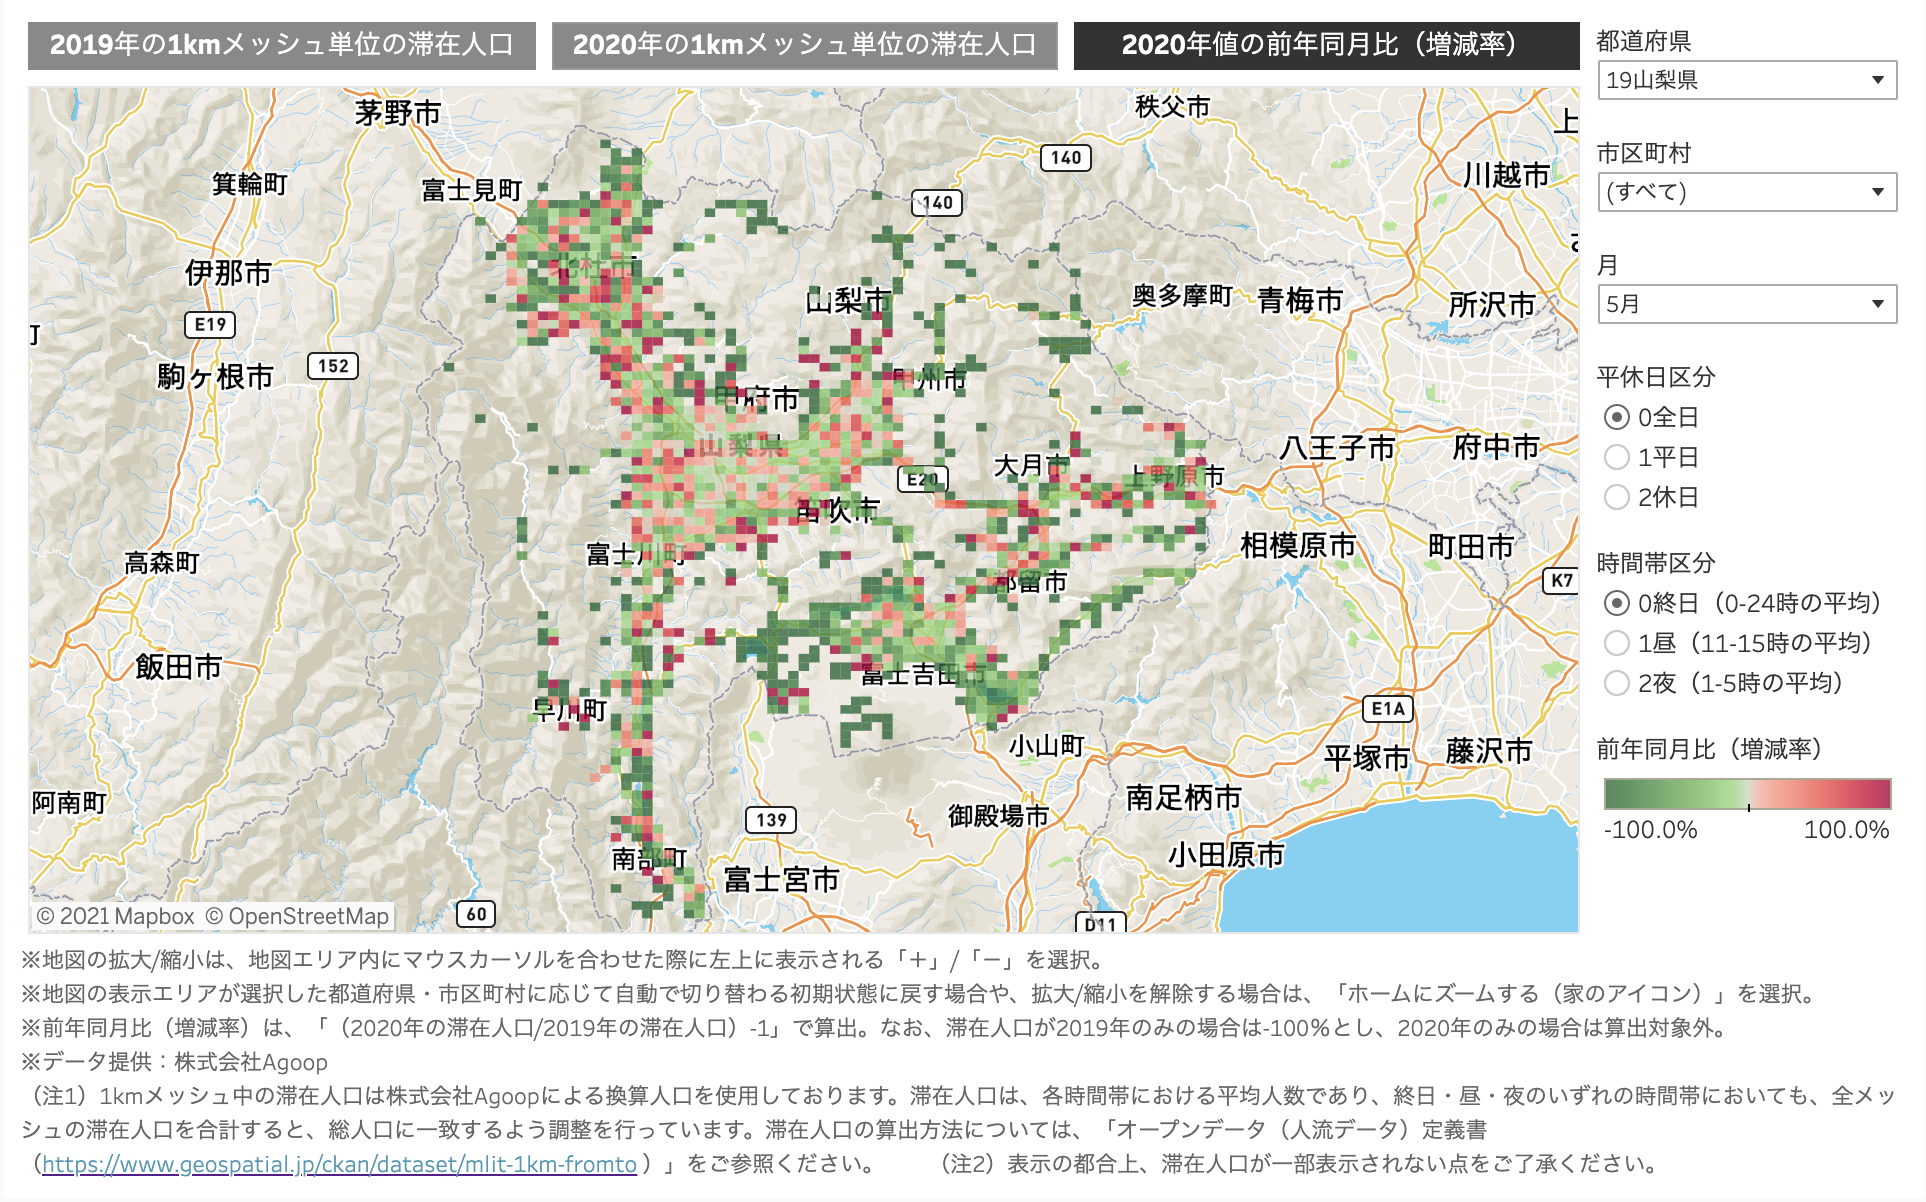 2019年の1kmメッシュ単位の滞在人口
2020年の1kmメッシュ単位の滞在人口
2020年値の前年同月比（増減率）
都道府県
19山梨県
市区町村
(すべて)
月
5月
平休日区分
0全日
1平日
2休日
時間帯区分
0終日（0-24時の平均）
1昼（11-15時の平均）
2夜（1-5時の平均）
前年同月比（増減率）
-100.0%
100.0%
茅野市
秩父市
上
140
川越市
箕輪町
富士見町
140
伊那市
北杜市
山梨市
奥多摩町
青梅市
所沢市
E19
152
駒ヶ根市
甲府市
甲州市
山梨県
八王子市
府中市
大月市
上野原市
E20
笛吹市
高森町
富士川町
相模原市
町田市
都留市
K7
飯田市
富士吉田市
早川町
E1A
小山町
平塚市
藤沢市
阿南町
南足柄市
139
御殿場市
南部町
小田原市
富士宮市
60
D11
© 2021 Mapbox © OpenStreetMap
※地図の拡大/縮小は、地図エリア内にマウスカーソルを合わせた際に左上に表示される「＋」/「－」を選択。
※地図の表示エリアが選択した都道府県・市区町村に応じて自動で切り替わる初期状態に戻す場合や、拡大/縮小を解除する場合は、「ホームにズームする（家のアイコン）」を選択。
※前年同月比（増減率）は、「（2020年の滞在人口/2019年の滞在人口）-1」で算出。なお、滞在人口が2019年のみの場合は-100％とし、2020年のみの場合は算出対象外。
※データ提供：株式会社Agoop
（注1）1kmメッシュ中の滞在人口は株式会社Agoopによる換算人口を使用しております。滞在人口は、各時間帯における平均人数であり、終日・昼・夜のいずれの時間帯においても、全メッ
シュの滞在人口を合計すると、総人口に一致するよう調整を行っています。滞在人口の算出方法については、「オープンデータ（人流データ）定義書
（https://www.geospatial.jp/ckan/dataset/mlit-1km-fromto ）」をご参照ください。　（注2）表示の都合上、滞在人口が一部表示されない点をご了承ください。